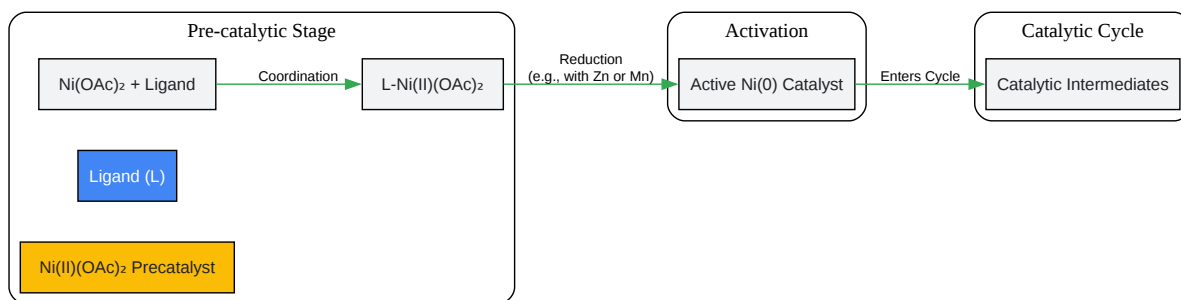 Pre-catalytic Stage
Activation
Catalytic Cycle
Ni(OAc)₂ + Ligand
Coordination
L-Ni(II)(OAc)₂
Reduction
(e.g., with Zn or Mn)
Active Ni(0) Catalyst
Enters Cycle
Catalytic Intermediates
Ligand (L)
Ni(II)(OAc)₂ Precatalyst